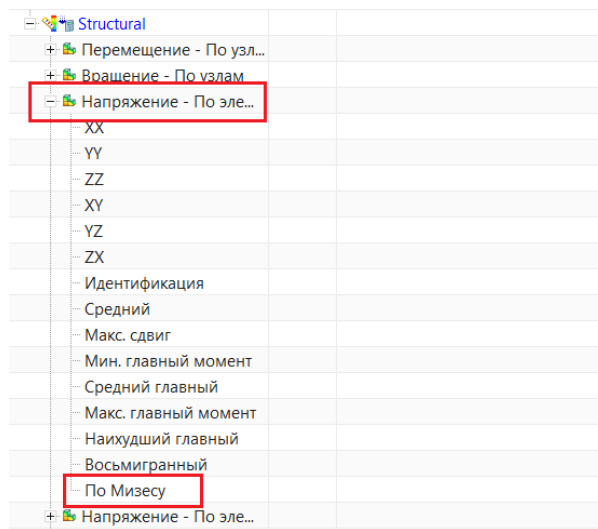 Structural
Перемещение - По узл...
Вращение - По узлам
Напряжение - По эле...
XX
YY
ZZ
XY
YZ
ZX
Идентификация
Средний
Макс. сдвиг
Мин. главный момент
Средний главный
Макс. главный момент
Наихудший главный
Восьмигранный
По Мизесу
Напряжение - По эле...